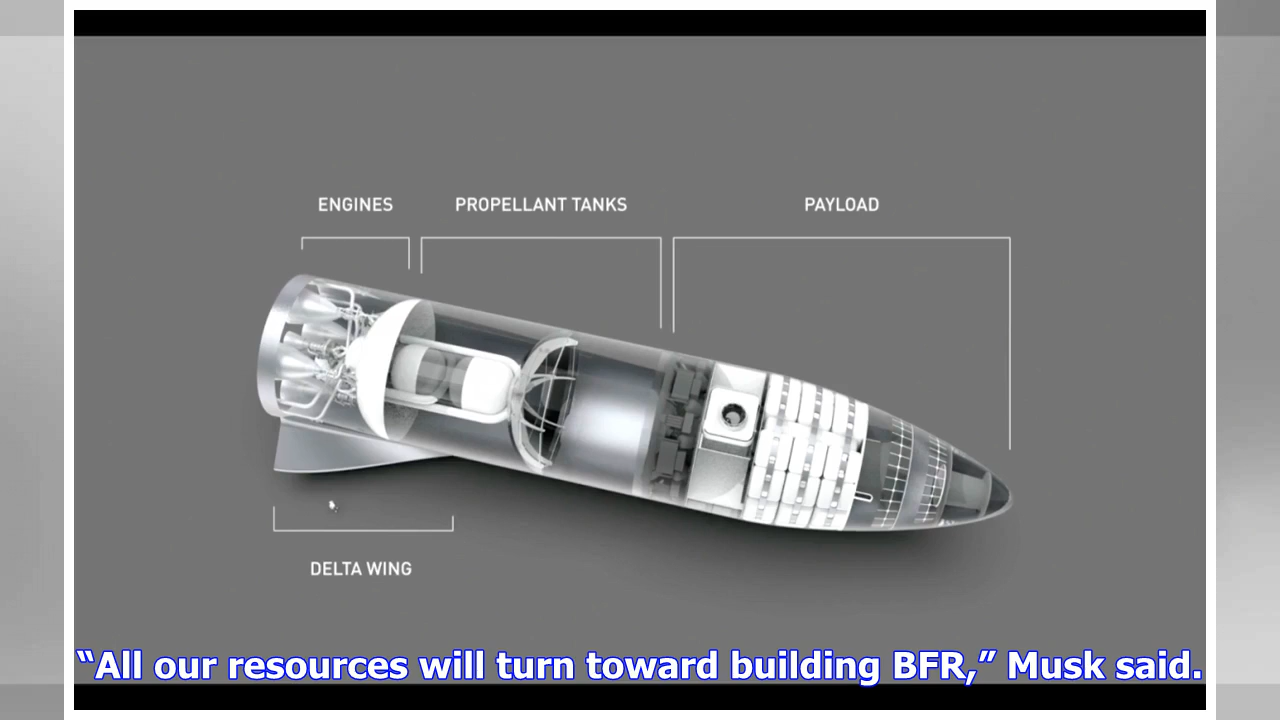 ENGINES
PROPELLANT TANKS
PAYLOAD
DELTA WING
“All our resources will turn toward building BFR,” Musk said.